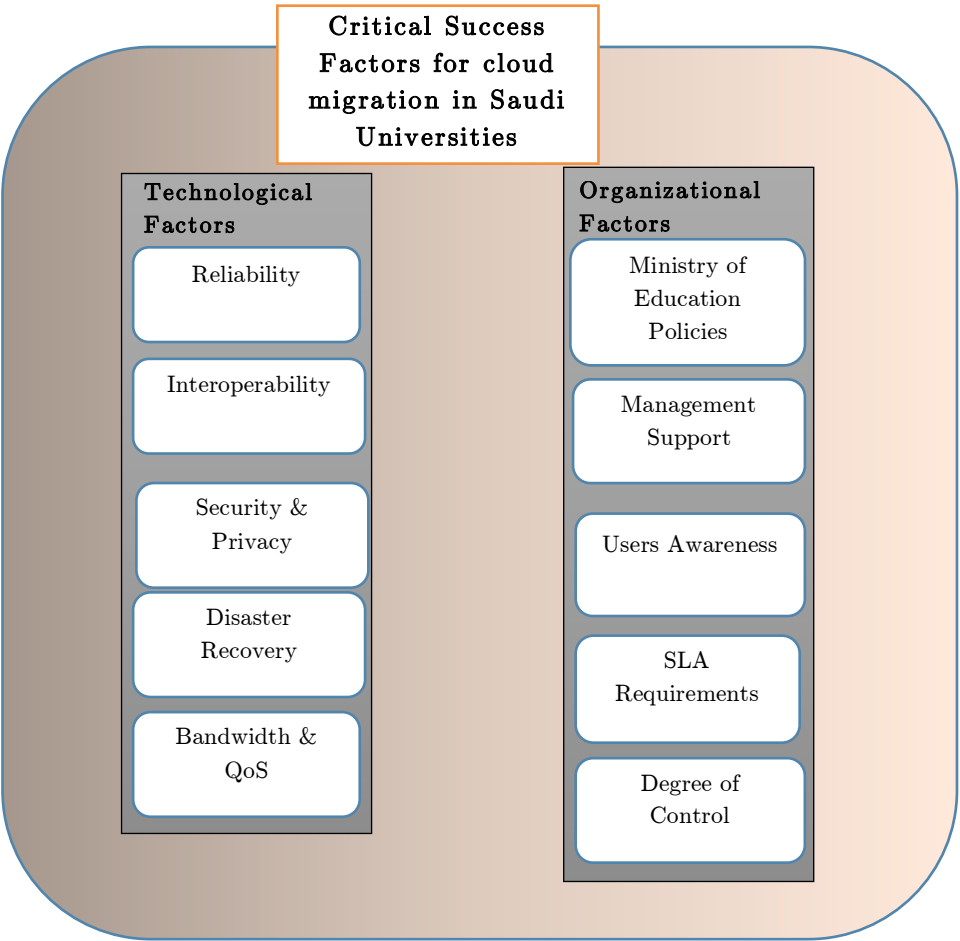 Critical Success
Factors for cloud
migration in Saudi
Universities
Technological
Factors
Reliability
Interoperability
Security &
Privacy
Disaster
Recovery
Bandwidth &
QoS
Organizational
Factors
Ministry of
Education
Policies
Management
Support
Users Awareness
SLA
Requirements
Degree of
Control